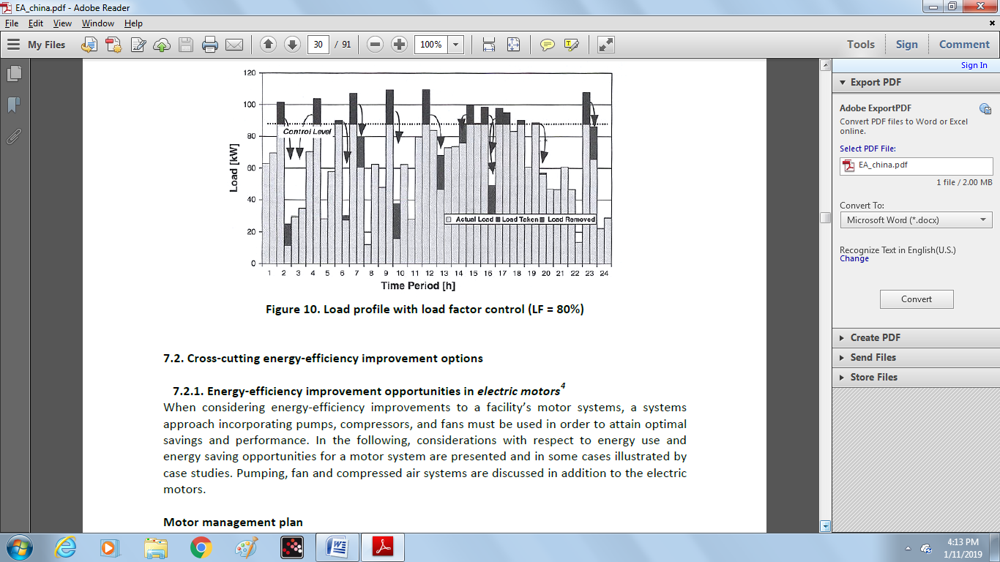 EA_china.pdf - Adobe Reader
File Edit View Window Help
My Files 30 / 91 100% Tools Sign Comment
Sign In
Export PDF
Adobe ExportPDF
Convert PDF files to Word or Excel
online.
Select PDF File:
EA_china.pdf
1 file / 2.00 MB
Convert To:
Microsoft Word (*.docx)
Recognize Text in English(U.S.)
Change
Convert
Create PDF
Send Files
Store Files
120
100
80
60
40
20
0
Load [kW]
Control Level
Actual Load Load Taken Load Removed
1 2 3 4 5 6 7 8 9 10 11 12 13 14 15 16 17 18 19 20 21 22 23 24
Time Period [h]
Figure 10. Load profile with load factor control (LF = 80%)
7.2. Cross-cutting energy-efficiency improvement options
7.2.1. Energy-efficiency improvement opportunities in electric motors4
When considering energy-efficiency improvements to a facility’s motor systems, a systems
approach incorporating pumps, compressors, and fans must be used in order to attain optimal
savings and performance. In the following, considerations with respect to energy use and
energy saving opportunities for a motor system are presented and in some cases illustrated by
case studies. Pumping, fan and compressed air systems are discussed in addition to the electric
motors.
Motor management plan
4:13 PM
1/11/2019